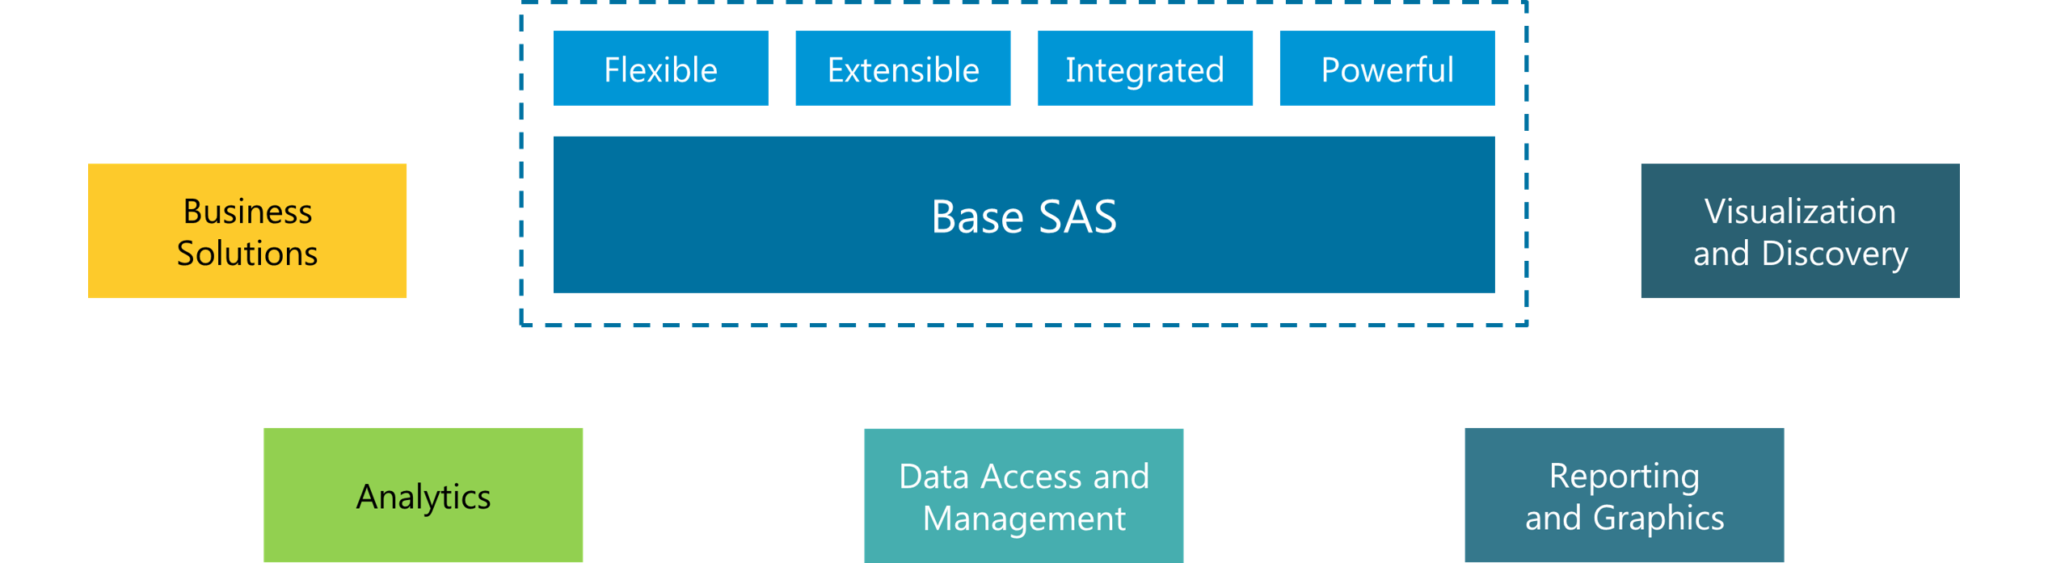 Flexible
Extensible
Integrated
Powerful
Base SAS
Business
Solutions
Visualization
and Discovery
Analytics
Data Access and
Management
Reporting
and Graphics